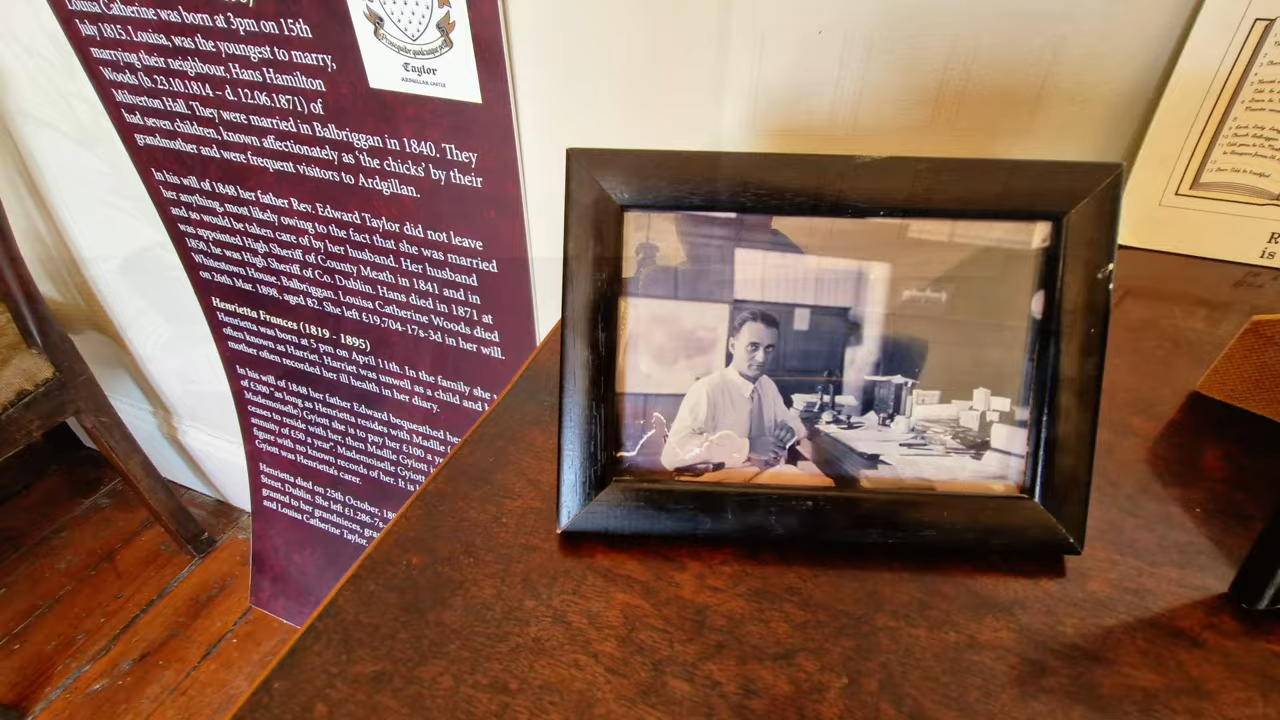 Louisa Catherine was born at 3pm on 15th
July 1815. Louisa, was the youngest to marry,
marrying their neighbour, Hans Hamilton
Woods (b. 23.10.1814 – d. 12.06.1871) of
Milverton Hall. They were married in Balbriggan in 1840. They
had seven children, known affectionately as 'the chicks' by their
grandmother and were frequent visitors to Ardgillan.
In his will of 1848 her father Rev. Edward Taylor did not leave
her anything, most likely owing to the fact that she was married
and so would be taken care of by her husband. Her husband
was appointed High Sheriff of County Meath in 1841 and in
1850, he was High Sheriff of Co. Dublin. Hans died in 1871 at
Whitestown House, Balbriggan. Louisa Catherine Woods died
on 26th Mar. 1898, aged 82. She left £19,704-17s-3d in her will.
Henrietta Frances (1819 - 1895)
Henrietta was born at 5 pm on April 11th. In the family she
often known as Harriet. Harriet was unwell as a child and
mother often recorded her ill health in her diary.
In his will of 1848 her father Edward bequeathed
of £300 "as long as Henrietta resides with Madlle
Mademoiselle) Gyiott she is to pay her £100 a
ceases to reside with her, then Madlle Gyiott
annuity of £50 a year". Mademoiselle Gyiott
figure with no known records of her. It is
Gyiott was Henrietta's carer.
Henrietta died on 25th October,
Street, Dublin. She left £1,286-7s-
granted to her grandnieces,
and Louisa Catherine Taylor.
Taylor
ARDGILLAN CASTLE
R
is